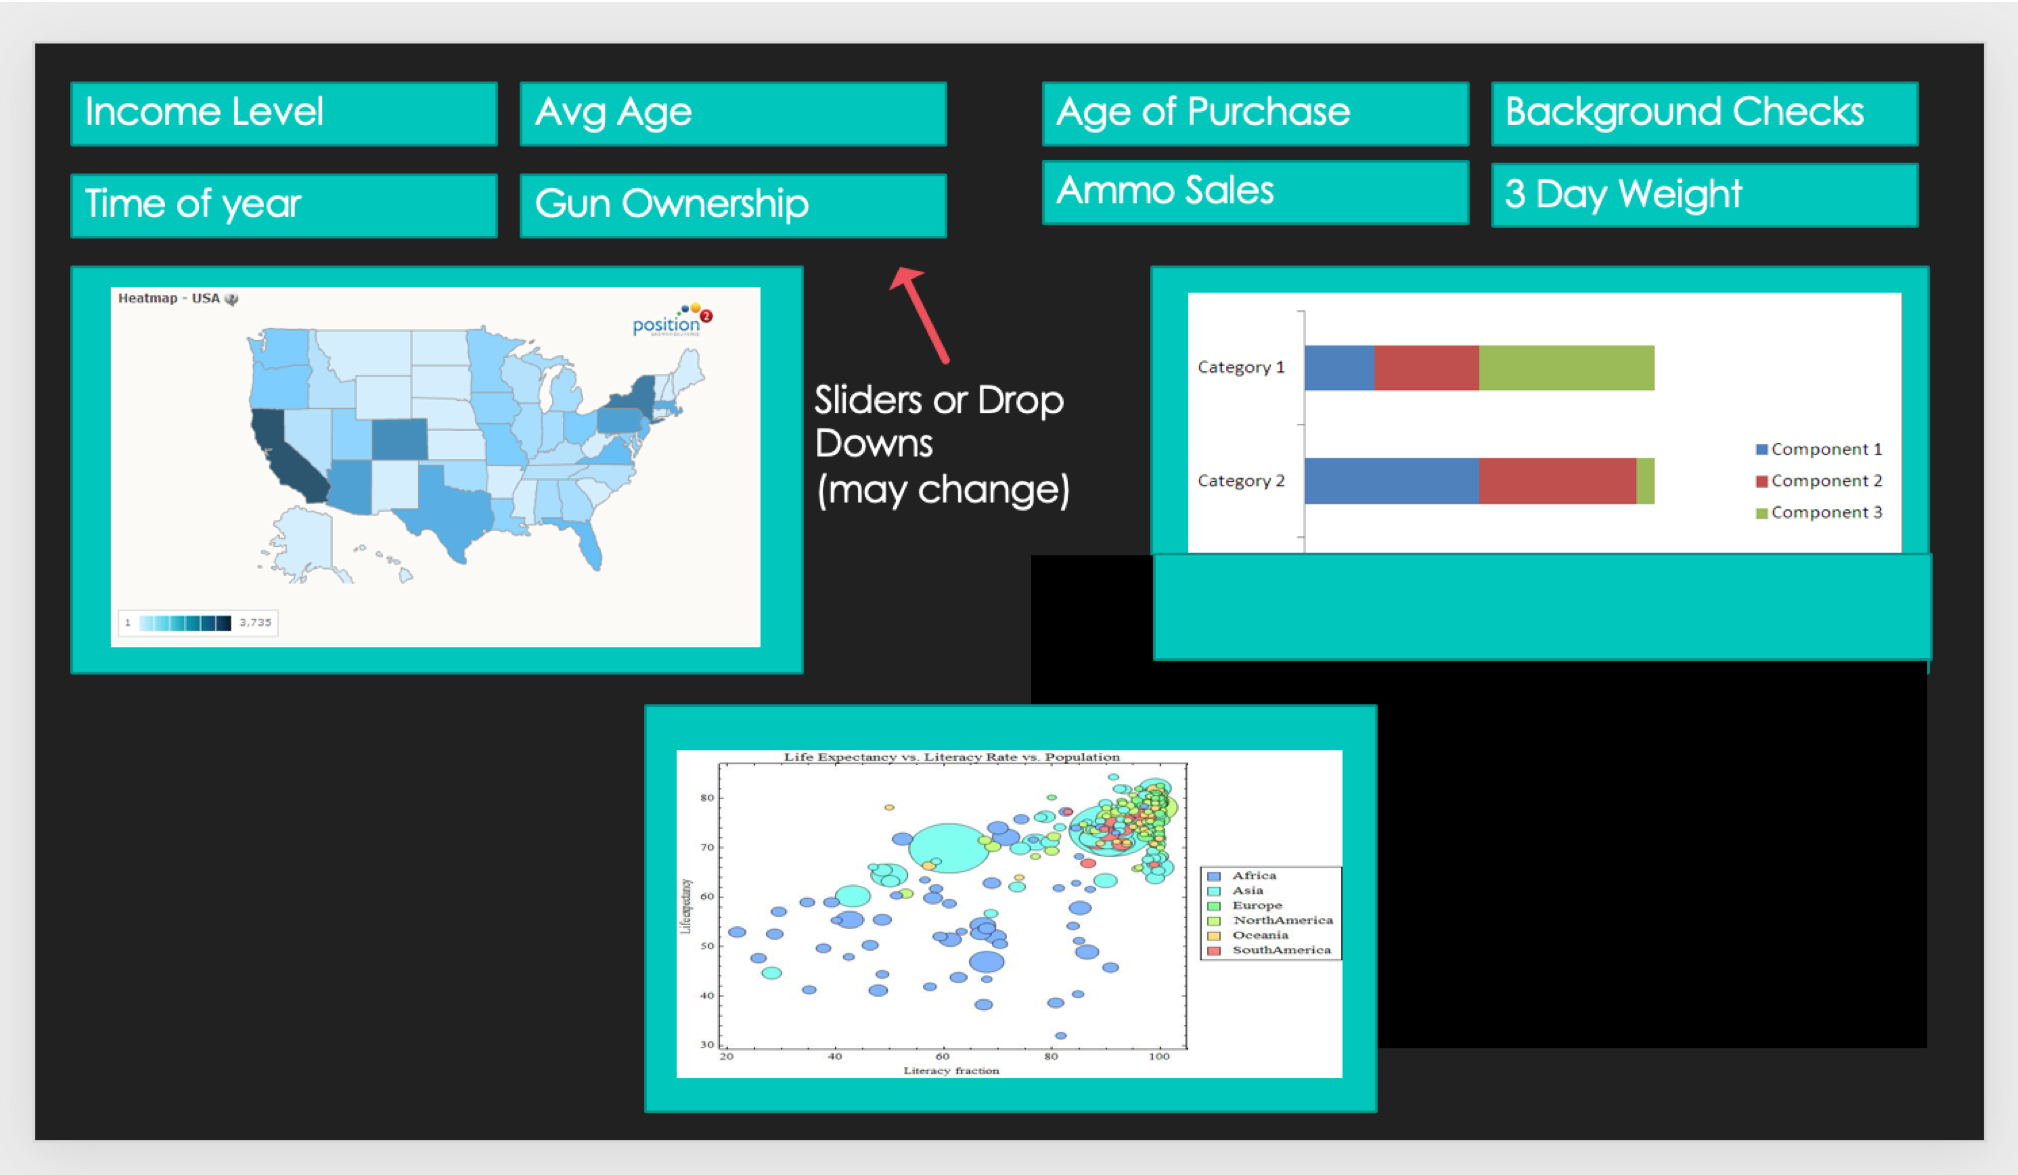 Income Level
Avg Age
Age of Purchase
Background Checks
Time of year
Gun Ownership
Ammo Sales
3 Day Weight
Heatmap - USA
position2
1
3,735
Sliders or Drop
Downs
(may change)
Category 1
Category 2
Component 1
Component 2
Component 3
Life Expectancy vs. Literacy Rate vs. Population
80
70
60
50
40
30
Life expectancy
20
40
60
80
100
Literacy fraction
Africa
Asia
Europe
NorthAmerica
Oceania
SouthAmerica